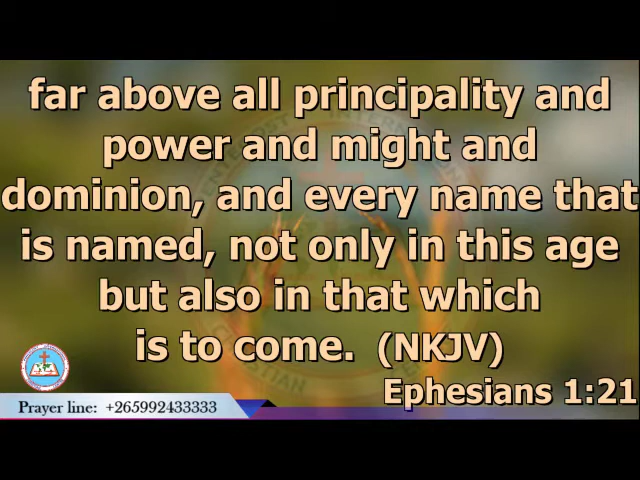 far above all principality and
power and might and
dominion, and every name that
is named, not only in this age
but also in that which
is to come. (NKJV)
Ephesians 1:21
Prayer line: +265992433333